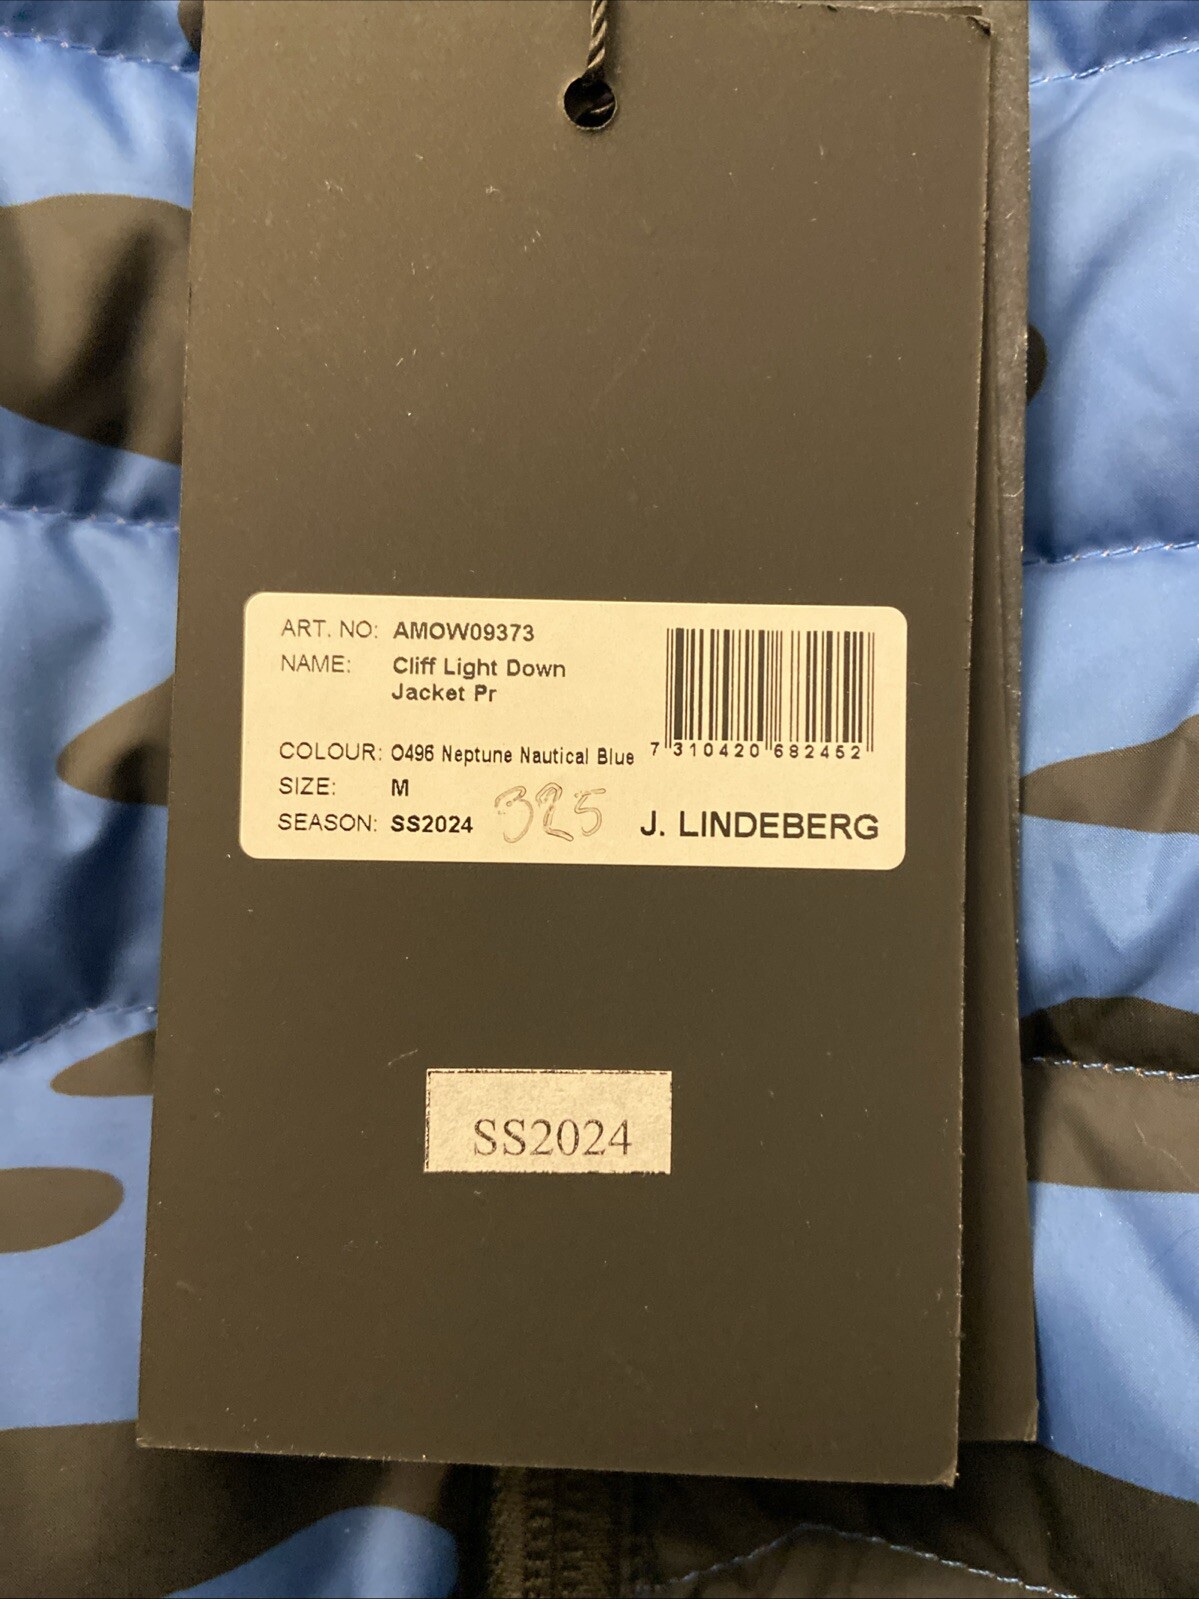 ART. NO: AMOW09373
NAME: Cliff Light Down
Jacket Pr
COLOUR: O496 Neptune Nautical Blue
SIZE: M
SEASON: SS2024
325
7 310420 682452
J. LINDEBERG
SS2024